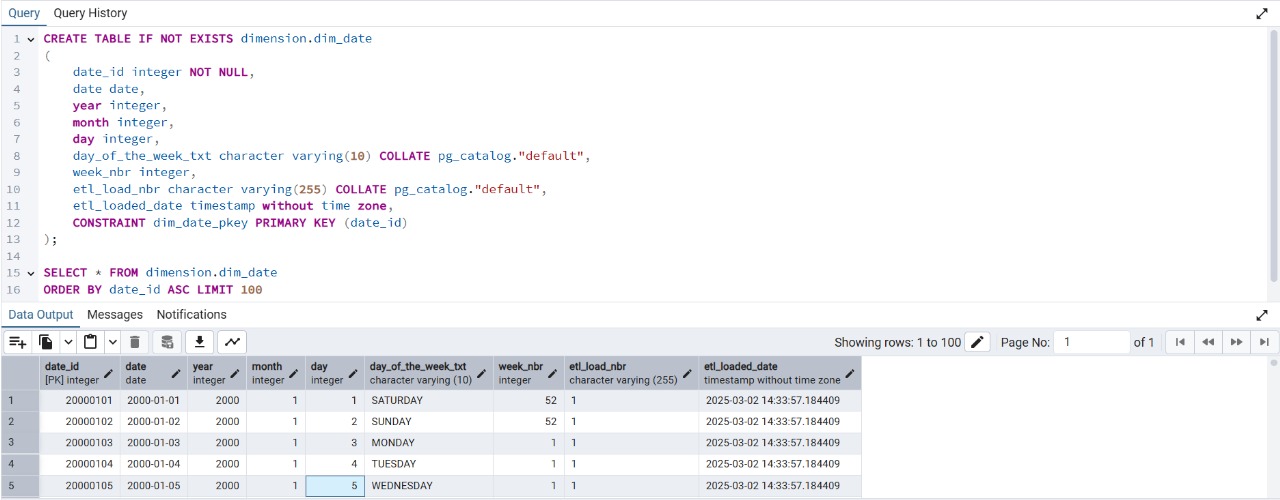 Query Query History
1 CREATE TABLE IF NOT EXISTS dimension.dim_date
2 (
3 date_id integer NOT NULL,
4 date date,
5 year integer,
6 month integer,
7 day integer,
8 day_of_the_week_txt character varying(10) COLLATE pg_catalog."default",
9 week_nbr integer,
10 etl_load_nbr character varying(255) COLLATE pg_catalog."default",
11 etl_loaded_date timestamp without time zone,
12 CONSTRAINT dim_date_pkey PRIMARY KEY (date_id)
13 );
14
15 SELECT * FROM dimension.dim_date
16 ORDER BY date_id ASC LIMIT 100
Data Output Messages Notifications
Showing rows: 1 to 100 Page No: 1 of 1
date_id date year month day day_of_the_week_txt week_nbr etl_load_nbr etl_loaded_date
[PK] integer date integer integer integer character varying (10) integer character varying (255) timestamp without time zone
1 20000101 2000-01-01 2000 1 1 SATURDAY 52 1 2025-03-02 14:33:57.184409
2 20000102 2000-01-02 2000 1 2 SUNDAY 52 1 2025-03-02 14:33:57.184409
3 20000103 2000-01-03 2000 1 3 MONDAY 1 1 2025-03-02 14:33:57.184409
4 20000104 2000-01-04 2000 1 4 TUESDAY 1 1 2025-03-02 14:33:57.184409
5 20000105 2000-01-05 2000 1 5 WEDNESDAY 1 1 2025-03-02 14:33:57.184409